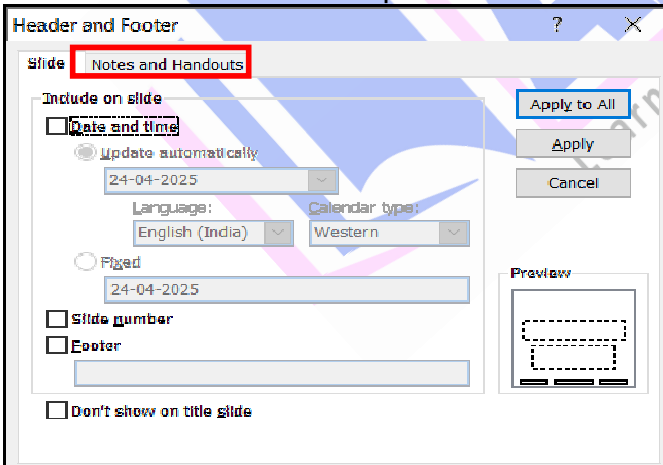 Header and Footer ?
Slide Notes and Handouts
Include on slide
Date and time
Update automatically
24-04-2025
Language: Calendar type:
English (India) Western
Fixed
24-04-2025
Slide number
Footer
Don't show on title slide
Apply to All
Apply
Cancel
Preview
Learn